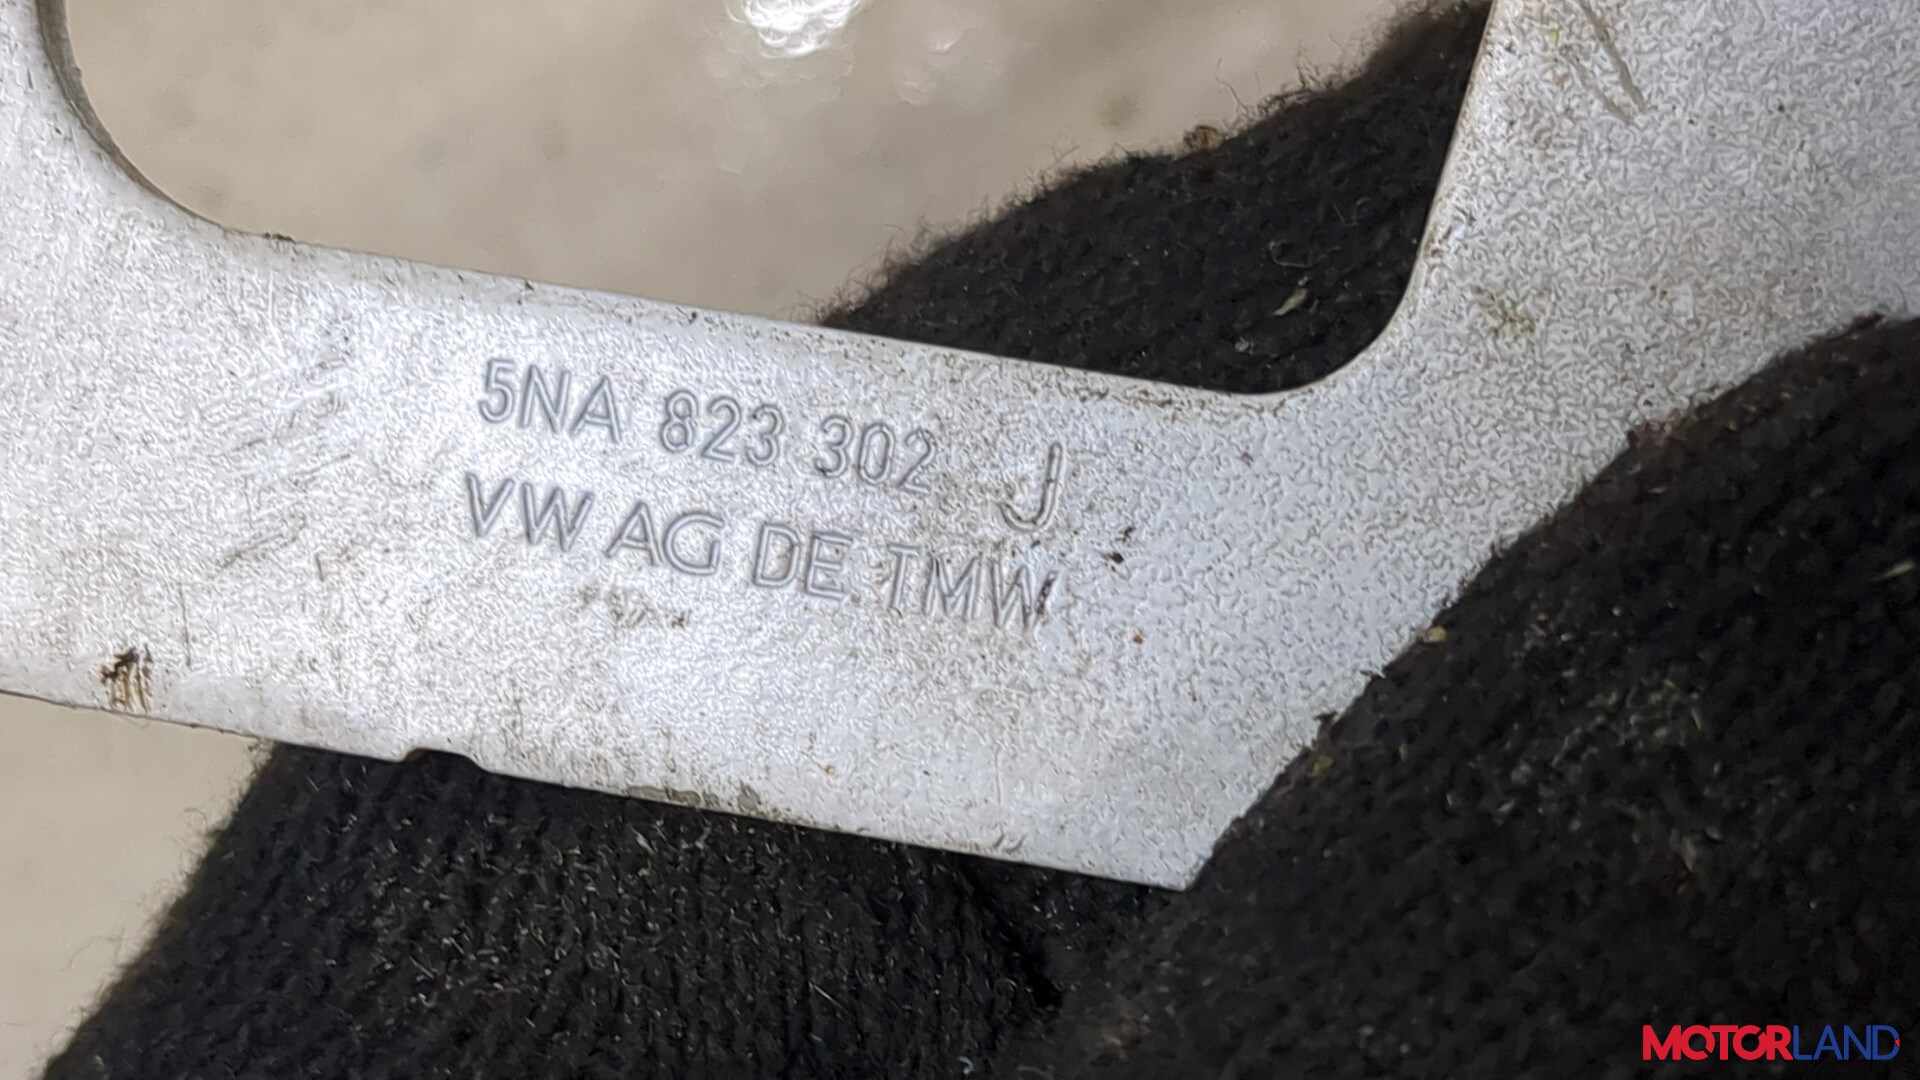 5NA 823 302 J
VW AG DE TMW
MOTORLAND